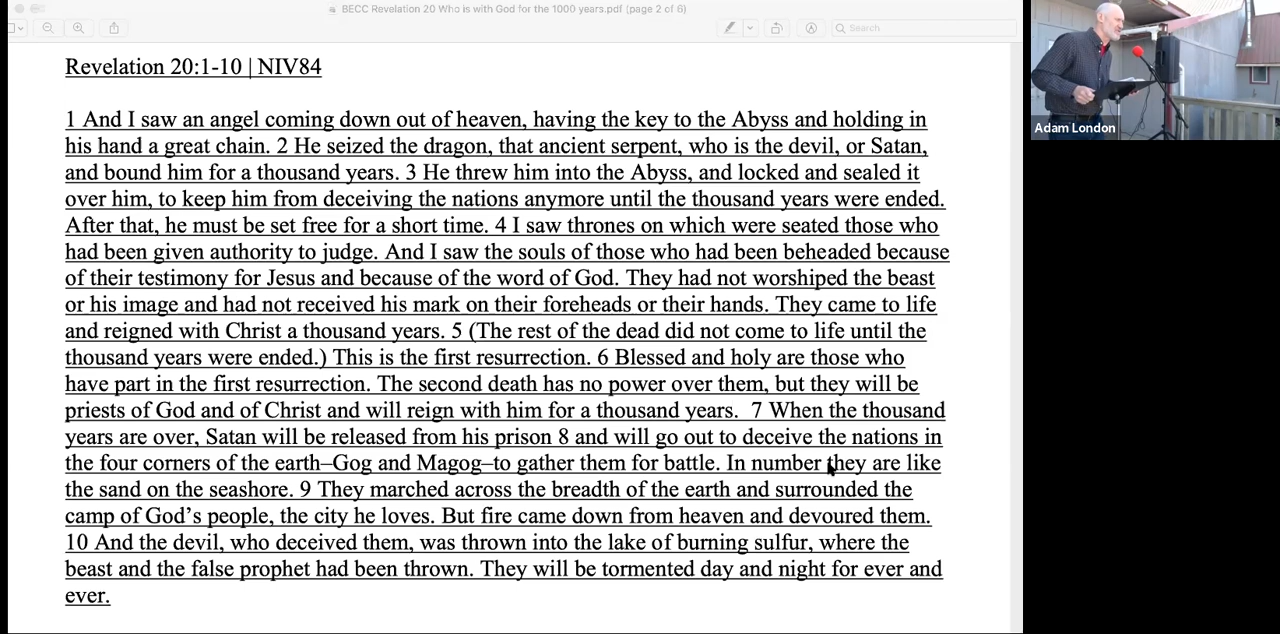 BECC Revelation 20 Who is with God for the 1000 years.pdf (page 2 of 6)
Search
Revelation 20:1-10 | NIV84
1 And I saw an angel coming down out of heaven, having the key to the Abyss and holding in
his hand a great chain. 2 He seized the dragon, that ancient serpent, who is the devil, or Satan,
and bound him for a thousand years. 3 He threw him into the Abyss, and locked and sealed it
over him, to keep him from deceiving the nations anymore until the thousand years were ended.
After that, he must be set free for a short time. 4 I saw thrones on which were seated those who
had been given authority to judge. And I saw the souls of those who had been beheaded because
of their testimony for Jesus and because of the word of God. They had not worshiped the beast
or his image and had not received his mark on their foreheads or their hands. They came to life
and reigned with Christ a thousand years. 5 (The rest of the dead did not come to life until the
thousand years were ended.) This is the first resurrection. 6 Blessed and holy are those who
have part in the first resurrection. The second death has no power over them, but they will be
priests of God and of Christ and will reign with him for a thousand years.  7 When the thousand
years are over, Satan will be released from his prison 8 and will go out to deceive the nations in
the four corners of the earth–Gog and Magog–to gather them for battle. In number they are like
the sand on the seashore. 9 They marched across the breadth of the earth and surrounded the
camp of God’s people, the city he loves. But fire came down from heaven and devoured them.
10 And the devil, who deceived them, was thrown into the lake of burning sulfur, where the
beast and the false prophet had been thrown. They will be tormented day and night for ever and
ever.
Adam London